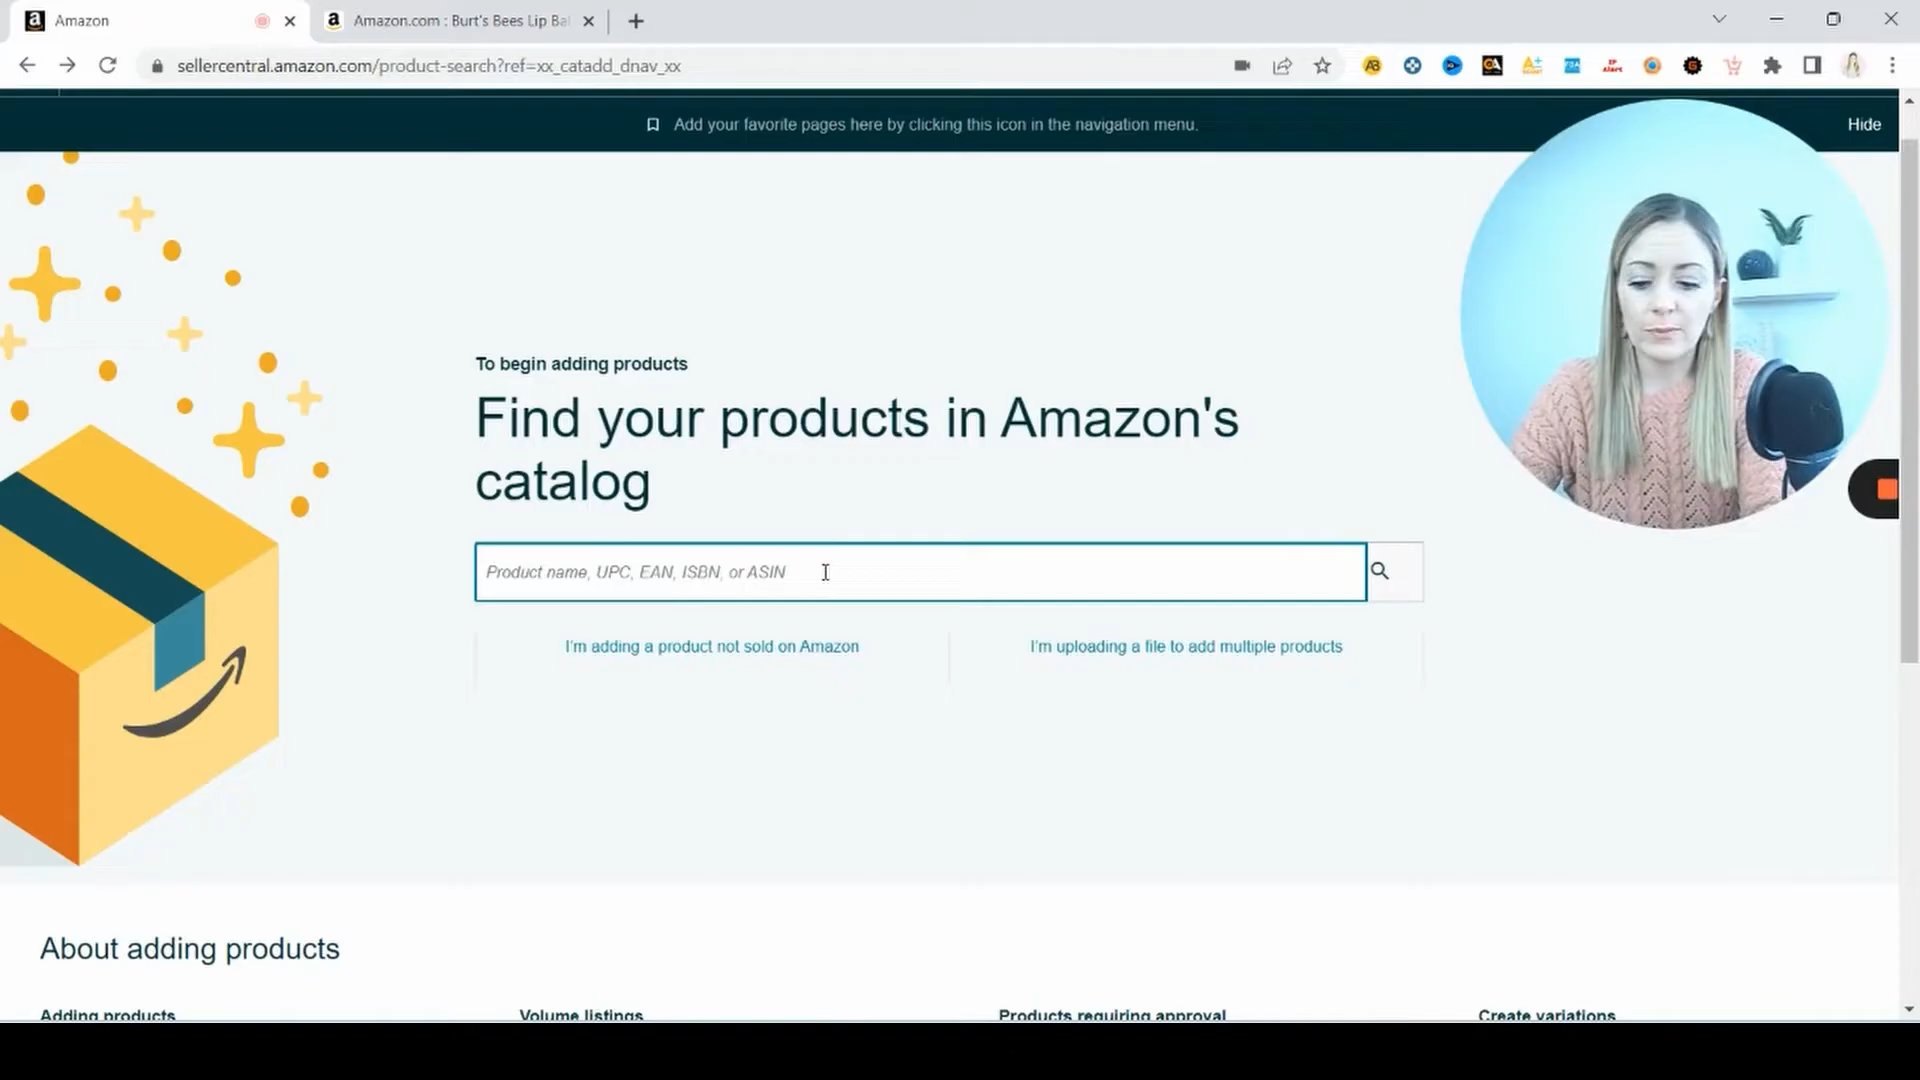 Amazon
Amazon.com : Burt's Bees Lip Bal
sellercentral.amazon.com/product-search?ref=xx_catadd_dnav_xx
Add your favorite pages here by clicking this icon in the navigation menu.
Hide
To begin adding products
Find your products in Amazon's
catalog
Product name, UPC, EAN, ISBN, or ASIN
I'm adding a product not sold on Amazon
I'm uploading a file to add multiple products
About adding products
Adding products
Volume listings
Products requiring approval
Create variations